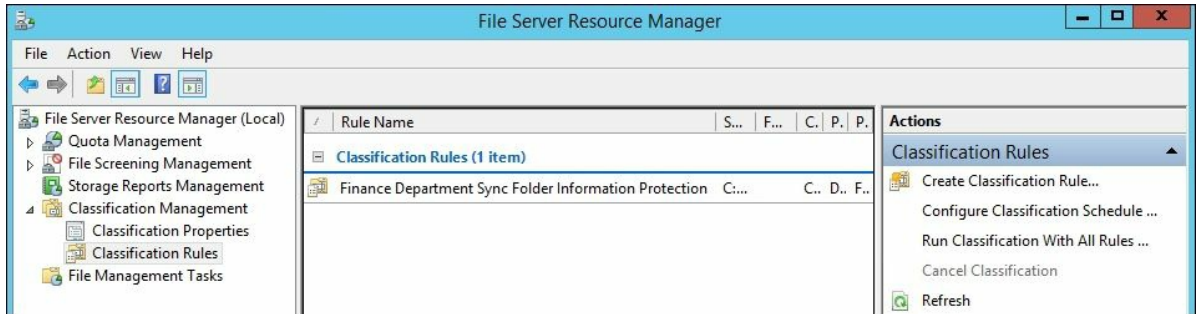 File Server Resource Manager
File Action View Help
File Server Resource Manager (Local)
Quota Management
File Screening Management
Storage Reports Management
Classification Management
Classification Properties
Classification Rules
File Management Tasks
/ Rule Name S... F... C. P. P.
Classification Rules (1 item)
Finance Department Sync Folder Information Protection C:... C.. D.. F..
Actions
Classification Rules
Create Classification Rule...
Configure Classification Schedule ...
Run Classification With All Rules ...
Cancel Classification
Refresh